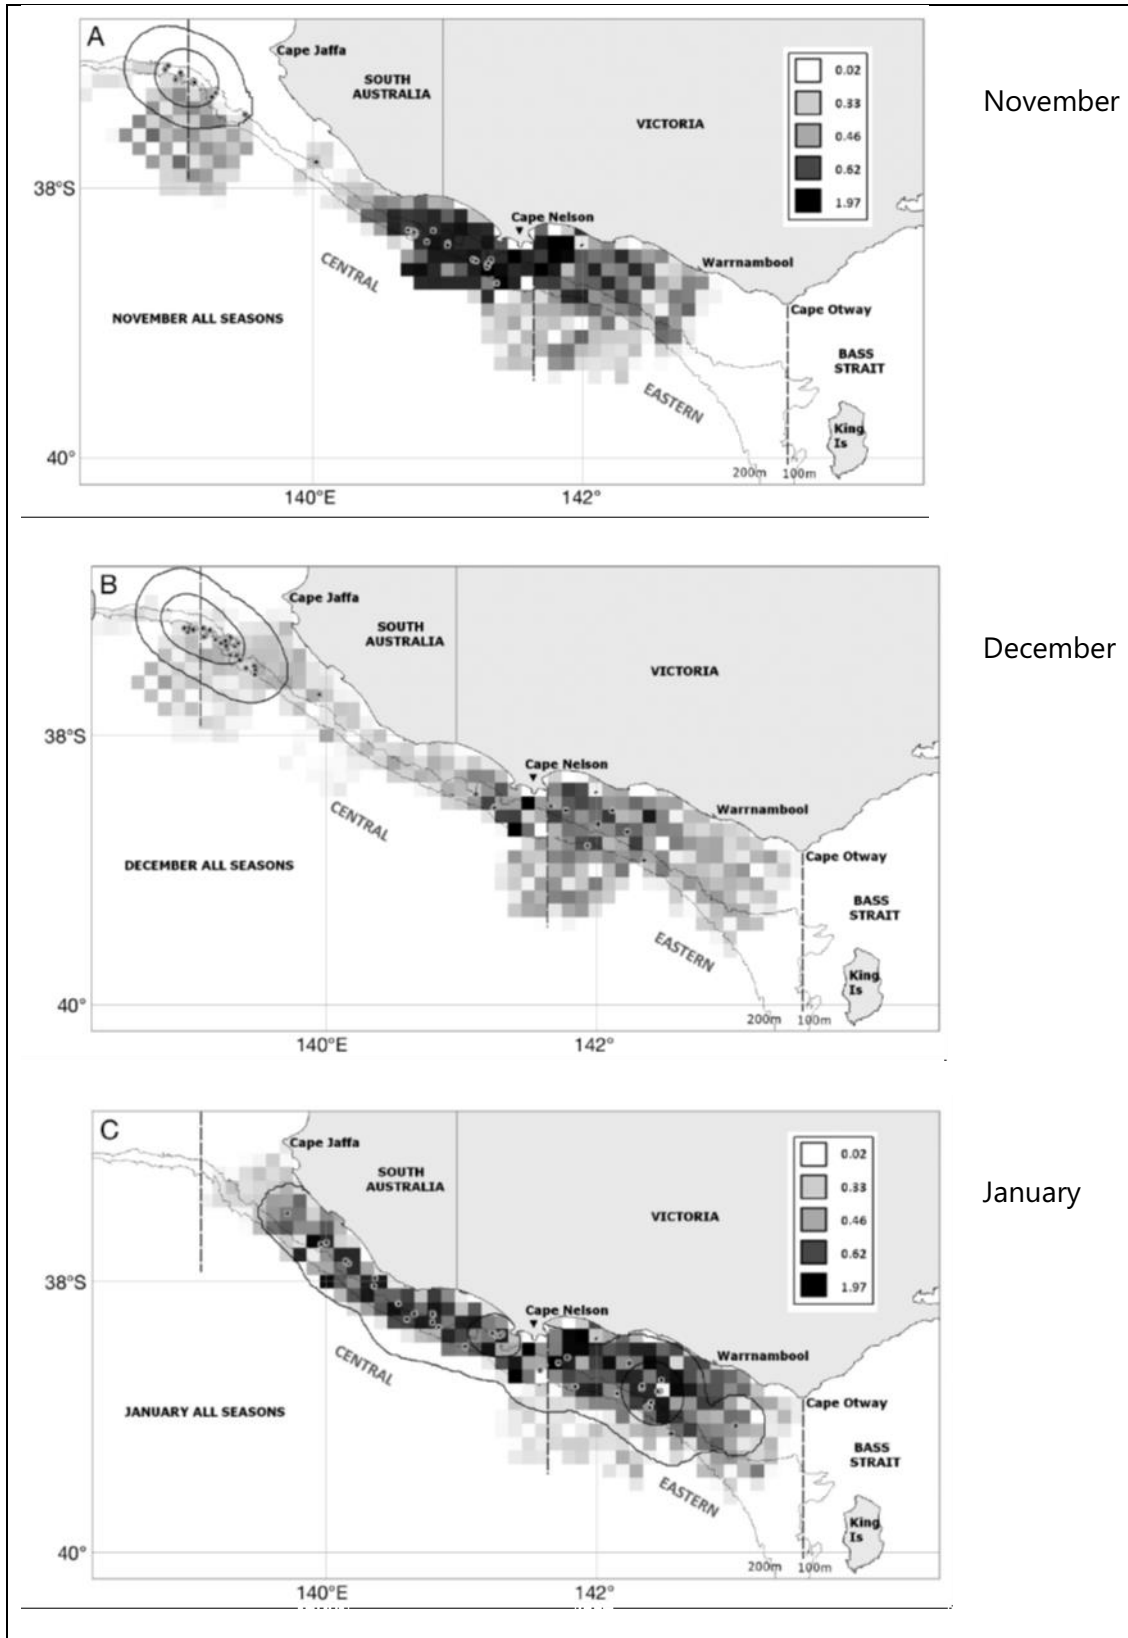 A
Cape Jaffa
SOUTH
AUSTRALIA
VICTORIA
0.02
0.33
0.46
0.62
1.97
November
38°S
Cape Nelson
Warrnambool
CENTRAL
NOVEMBER ALL SEASONS
Cape Otway
BASS
STRAIT
EASTERN
King
Is
40°
200m 100m
140°E
142°
B
Cape Jaffa
SOUTH
AUSTRALIA
VICTORIA
December
38°S
Cape Nelson
Warrnambool
CENTRAL
DECEMBER ALL SEASONS
Cape Otway
BASS
STRAIT
EASTERN
King
Is
40°
200m 100m
140°E
142°
C
Cape Jaffa
SOUTH
AUSTRALIA
VICTORIA
0.02
0.33
0.46
0.62
1.97
January
38°S
Cape Nelson
Warrnambool
CENTRAL
JANUARY ALL SEASONS
Cape Otway
BASS
STRAIT
EASTERN
King
Is
40°
200m 100m
140°E
142°